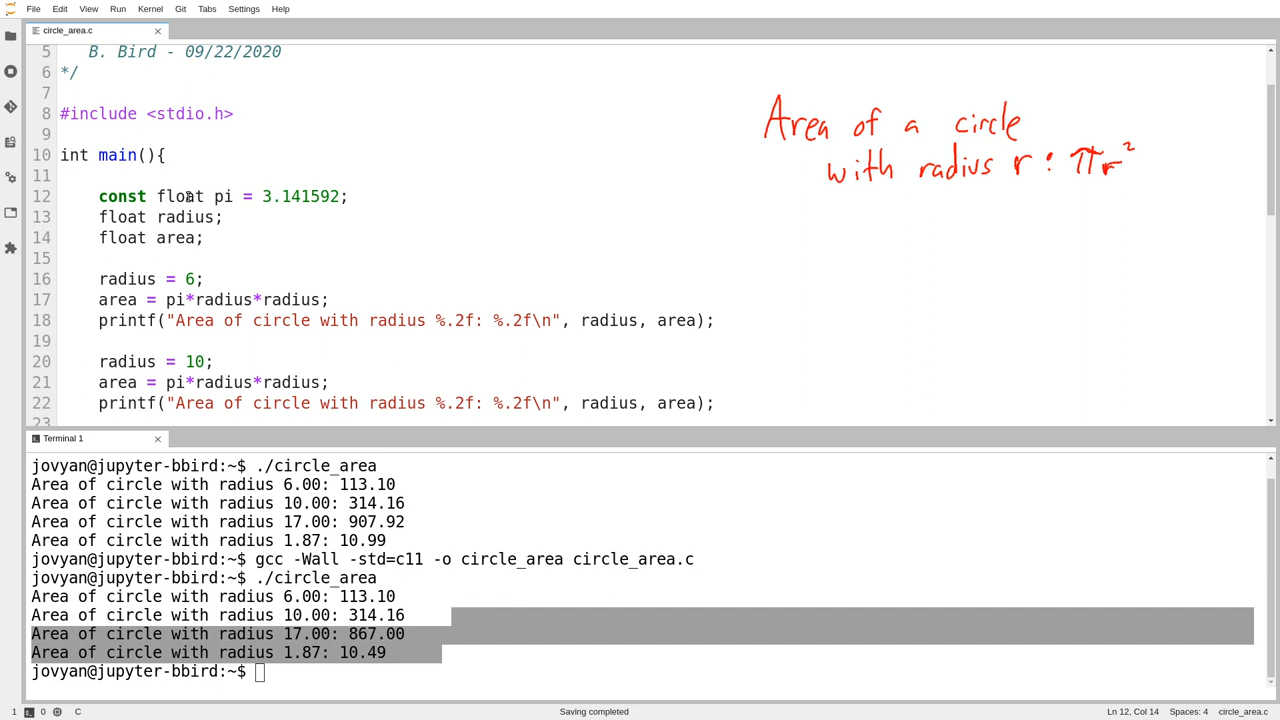 File Edit View Run Kernel Git Tabs Settings Help
circle_area.c
5 B. Bird - 09/22/2020
6 */
7
8 #include <stdio.h>
9
10 int main(){
11
12 const float pi = 3.141592;
13 float radius;
14 float area;
15
16 radius = 6;
17 area = pi*radius*radius;
18 printf("Area of circle with radius %.2f: %.2f\n", radius, area);
19
20 radius = 10;
21 area = pi*radius*radius;
22 printf("Area of circle with radius %.2f: %.2f\n", radius, area);
23
Area of a circle
with radius r : πr²
Terminal 1
jovyan@jupyter-bbird:~$ ./circle_area
Area of circle with radius 6.00: 113.10
Area of circle with radius 10.00: 314.16
Area of circle with radius 17.00: 907.92
Area of circle with radius 1.87: 10.99
jovyan@jupyter-bbird:~$ gcc -Wall -std=c11 -o circle_area circle_area.c
jovyan@jupyter-bbird:~$ ./circle_area
Area of circle with radius 6.00: 113.10
Area of circle with radius 10.00: 314.16
Area of circle with radius 17.00: 867.00
Area of circle with radius 1.87: 10.49
jovyan@jupyter-bbird:~$
1 0 C Saving completed Ln 12, Col 14 Spaces: 4 circle_area.c